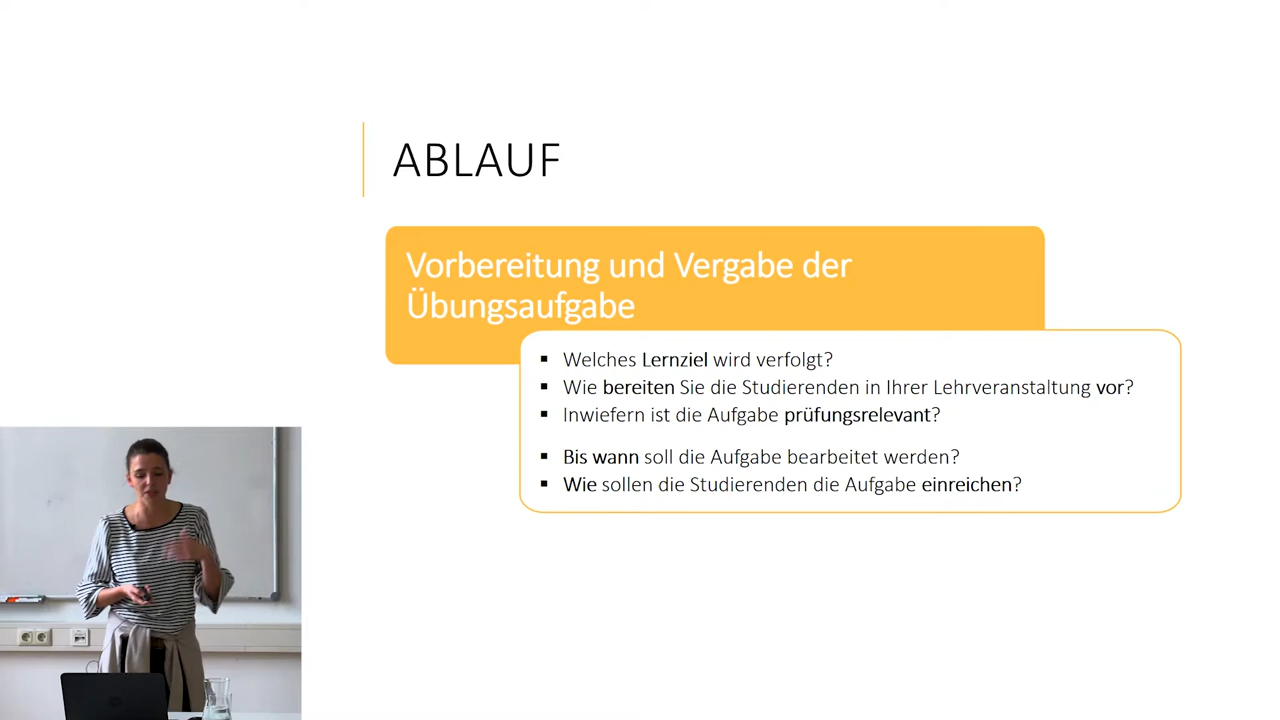 ABLAUF
Vorbereitung und Vergabe der
Übungsaufgabe
▪ Welches Lernziel wird verfolgt?
▪ Wie bereiten Sie die Studierenden in Ihrer Lehrveranstaltung vor?
▪ Inwiefern ist die Aufgabe prüfungsrelevant?
▪ Bis wann soll die Aufgabe bearbeitet werden?
▪ Wie sollen die Studierenden die Aufgabe einreichen?